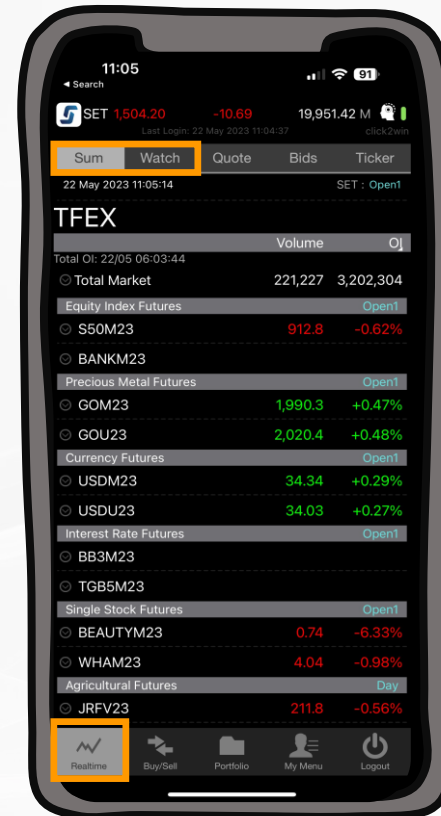 11:05
◄ Search
91
SET 1,504.20 -10.69 19,951.42 M
Last Login: 22 May 2023 11:04:37 click2win
Sum Watch Quote Bids Ticker
22 May 2023 11:05:14 SET : Open1
TFEX
Volume OI
Total OI: 22/05 06:03:44
Total Market 221,227 3,202,304
Equity Index Futures Open1
S50M23 912.8 -0.62%
BANKM23
Precious Metal Futures Open1
GOM23 1,990.3 +0.47%
GOU23 2,020.4 +0.48%
Currency Futures Open1
USDM23 34.34 +0.29%
USDU23 34.03 +0.27%
Interest Rate Futures Open1
BB3M23
TGB5M23
Single Stock Futures Open1
BEAUTYM23 0.74 -6.33%
WHAM23 4.04 -0.98%
Agricultural Futures Day
JRFV23 211.8 -0.56%
Realtime Buy/Sell Portfolio My Menu Logout